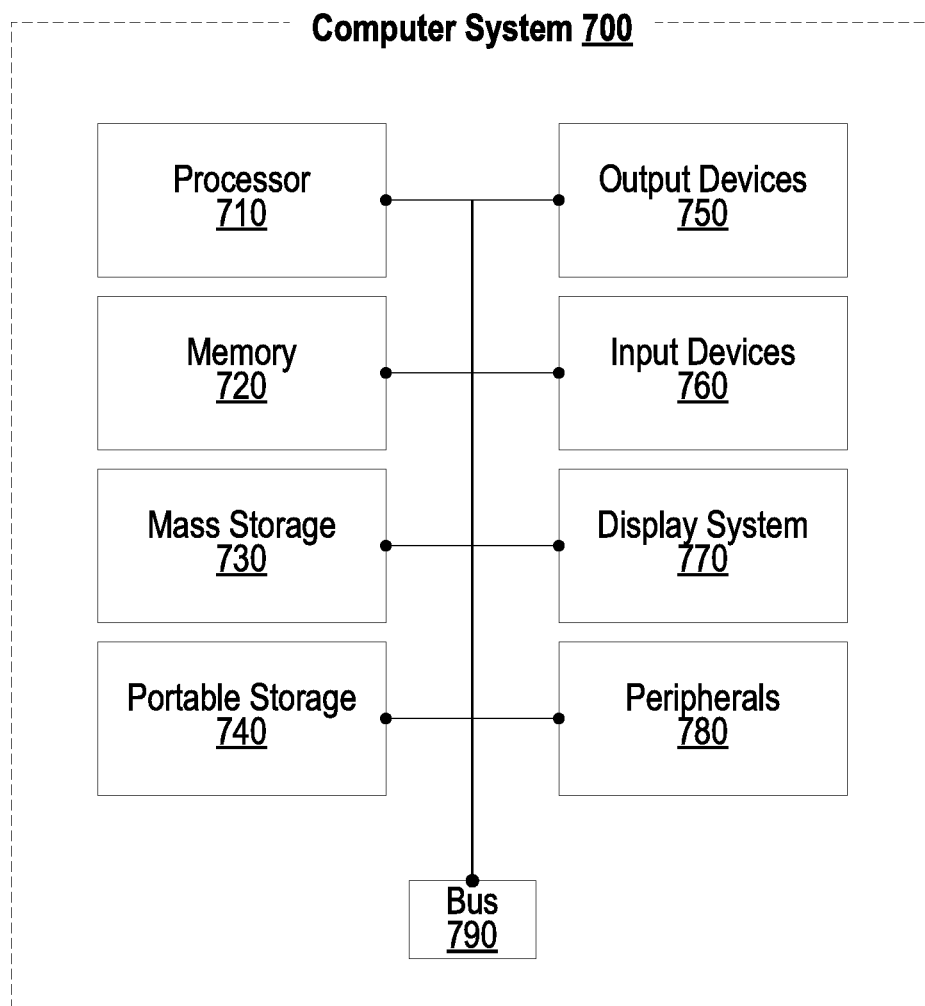 Computer System 700
Processor
710
Output Devices
750
Memory
720
Input Devices
760
Mass Storage
730
Display System
770
Portable Storage
740
Peripherals
780
Bus
790